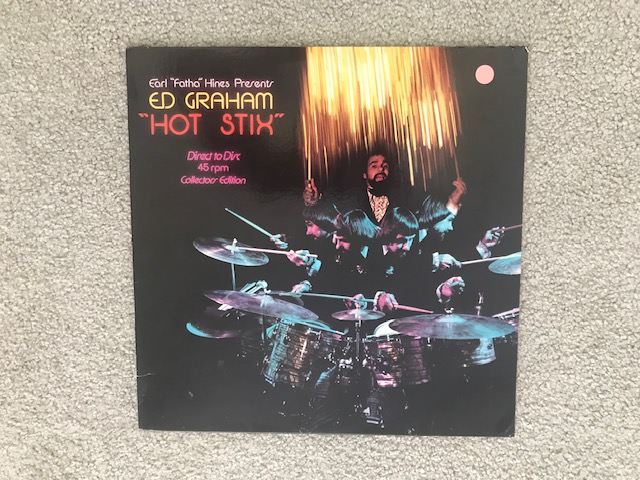 Earl "Fatha" Hines Presents
ED GRAHAM
"HOT STIX"
Direct to Disc
45 rpm
Collectors Edition